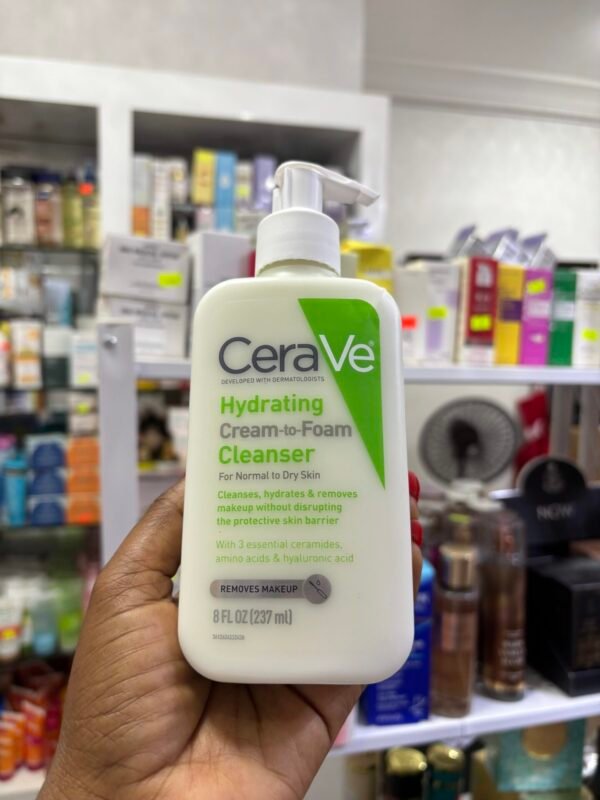 CeraVe®
DEVELOPED WITH DERMATOLOGISTS
Hydrating
Cream-to-Foam
Cleanser
For Normal to Dry Skin
Cleanses, hydrates & removes
makeup without disrupting
the protective skin barrier
With 3 essential ceramides,
amino acids & hyaluronic acid
REMOVES MAKEUP
8 FL OZ (237 ml)
NOW